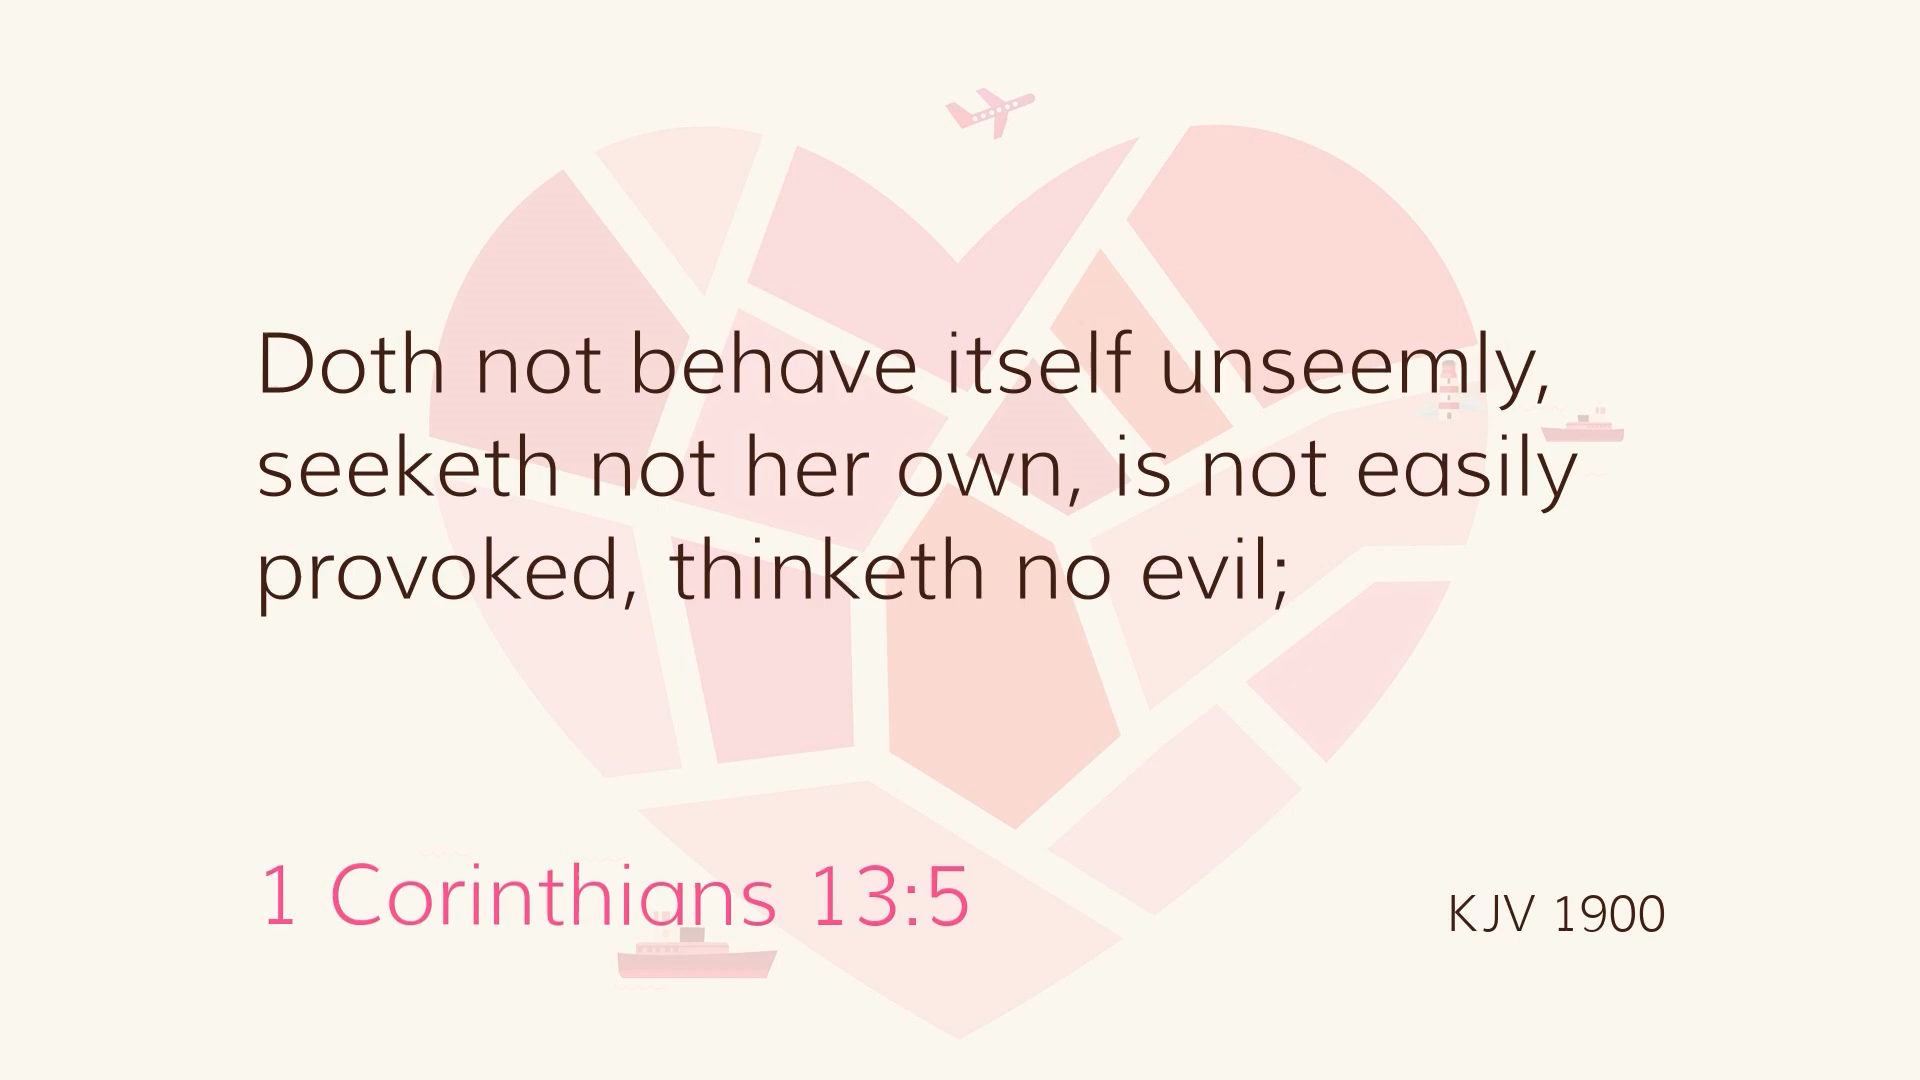 Doth not behave itself unseemly,
seeketh not her own, is not easily
provoked, thinketh no evil;
1 Corinthians 13:5
KJV 1900